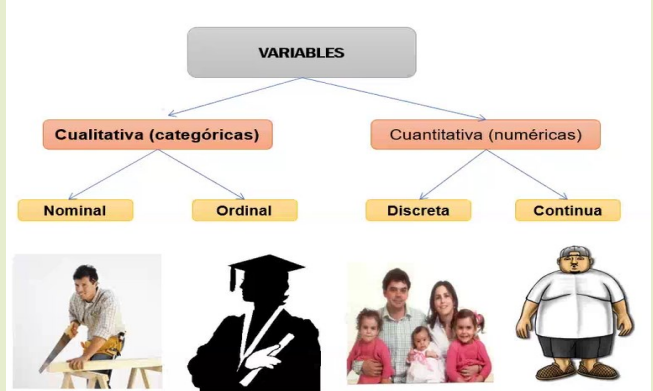 VARIABLES
Cualitativa (categóricas)
Cuantitativa (numéricas)
Nominal
Ordinal
Discreta
Continua